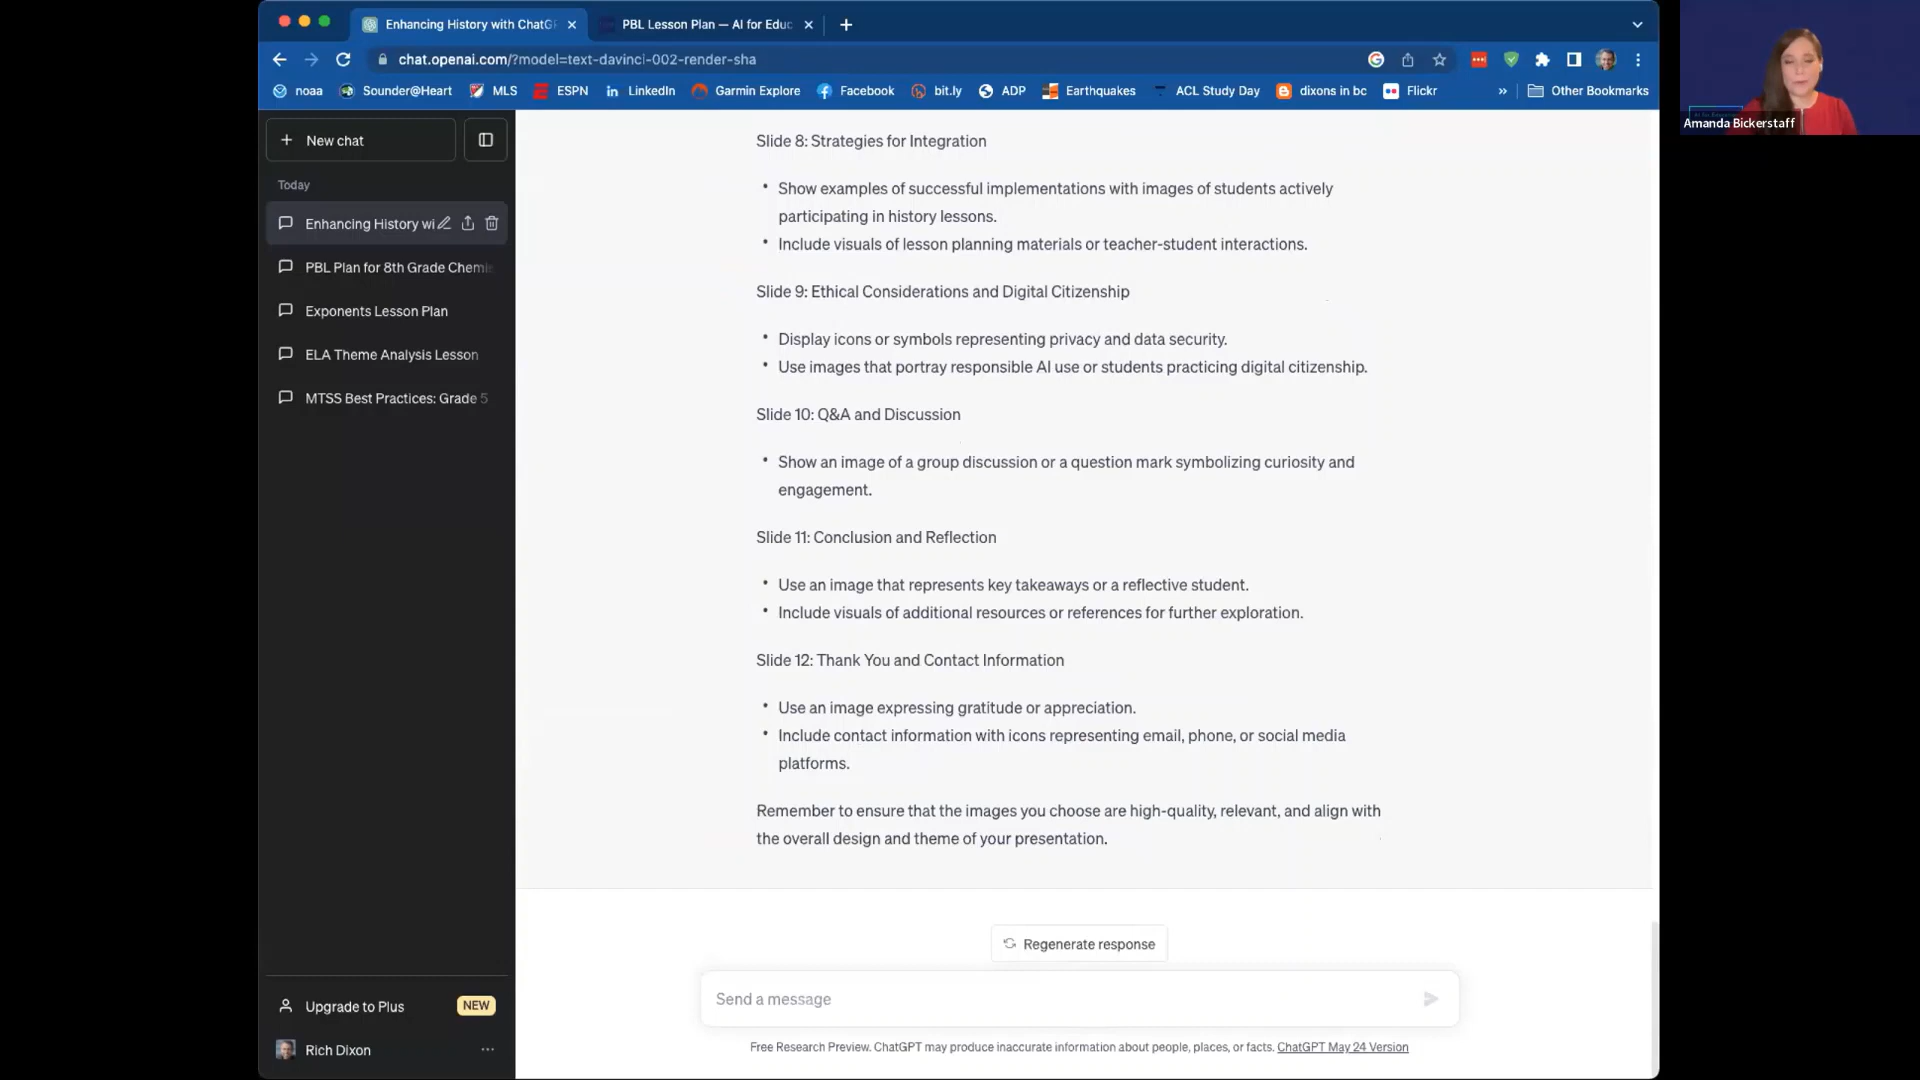 Enhancing History with ChatG
PBL Lesson Plan — AI for Educ
chat.openai.com/?model=text-davinci-002-render-sha
noaa
Sounder@Heart
MLS
ESPN
LinkedIn
Garmin Explore
Facebook
bit.ly
ADP
Earthquakes
ACL Study Day
dixons in bc
Flickr
»
Other Bookmarks
Amanda Bickerstaff
+ New chat
Today
Enhancing History wi
PBL Plan for 8th Grade Chemis
Exponents Lesson Plan
ELA Theme Analysis Lesson
MTSS Best Practices: Grade 5
Upgrade to Plus
NEW
Rich Dixon
Slide 8: Strategies for Integration
• Show examples of successful implementations with images of students actively
participating in history lessons.
• Include visuals of lesson planning materials or teacher-student interactions.
Slide 9: Ethical Considerations and Digital Citizenship
• Display icons or symbols representing privacy and data security.
• Use images that portray responsible AI use or students practicing digital citizenship.
Slide 10: Q&A and Discussion
• Show an image of a group discussion or a question mark symbolizing curiosity and
engagement.
Slide 11: Conclusion and Reflection
• Use an image that represents key takeaways or a reflective student.
• Include visuals of additional resources or references for further exploration.
Slide 12: Thank You and Contact Information
• Use an image expressing gratitude or appreciation.
• Include contact information with icons representing email, phone, or social media
platforms.
Remember to ensure that the images you choose are high-quality, relevant, and align with
the overall design and theme of your presentation.
Regenerate response
Send a message
Free Research Preview. ChatGPT may produce inaccurate information about people, places, or facts. ChatGPT May 24 Version